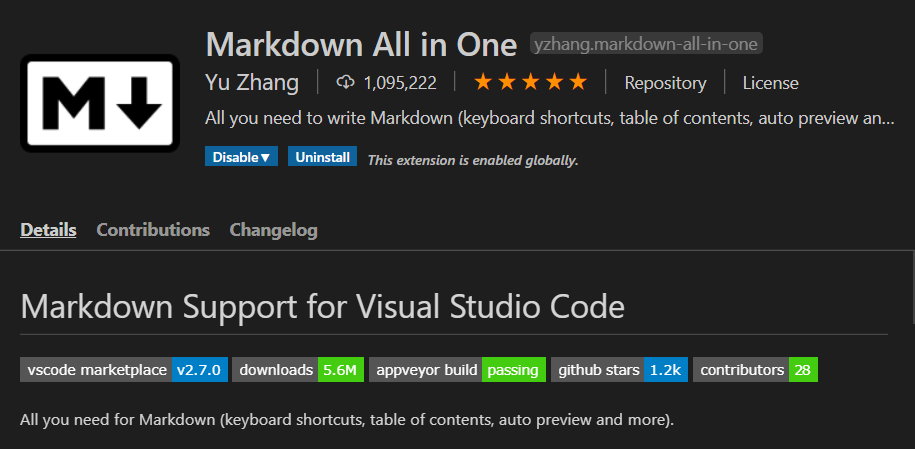 Markdown All in One yzhang.markdown-all-in-one
Yu Zhang 1,095,222 Repository License
All you need to write Markdown (keyboard shortcuts, table of contents, auto preview an...
M
Disable Uninstall This extension is enabled globally.
Details Contributions Changelog
Markdown Support for Visual Studio Code
vscode marketplace v2.7.0 downloads 5.6M appveyor build passing github stars 1.2k contributors 28
All you need for Markdown (keyboard shortcuts, table of contents, auto preview and more).